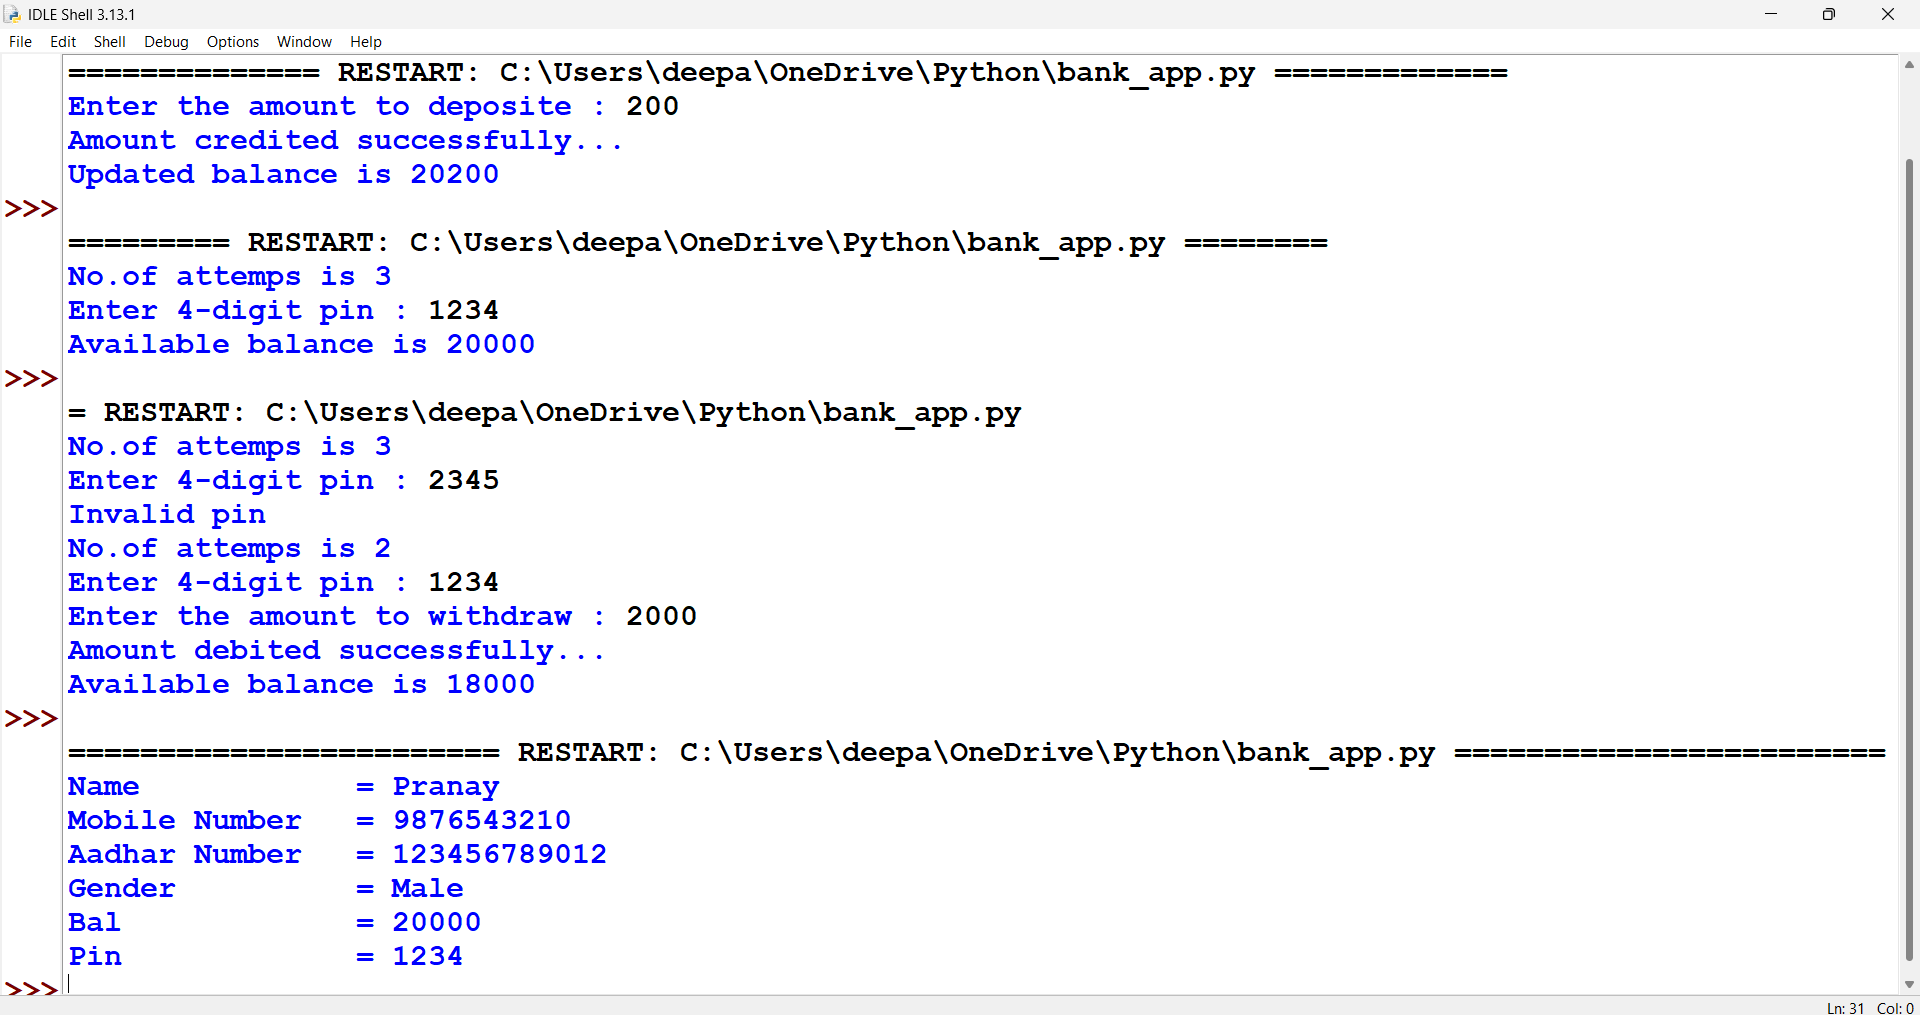 IDLE Shell 3.13.1
File Edit Shell Debug Options Window Help
============== RESTART: C:\Users\deepa\OneDrive\Python\bank_app.py =============
Enter the amount to deposite : 200
Amount credited successfully...
Updated balance is 20200
>>>
========= RESTART: C:\Users\deepa\OneDrive\Python\bank_app.py ========
No.of attemps is 3
Enter 4-digit pin : 1234
Available balance is 20000
>>>
= RESTART: C:\Users\deepa\OneDrive\Python\bank_app.py
No.of attemps is 3
Enter 4-digit pin : 2345
Invalid pin
No.of attemps is 2
Enter 4-digit pin : 1234
Enter the amount to withdraw : 2000
Amount debited successfully...
Available balance is 18000
>>>
======================== RESTART: C:\Users\deepa\OneDrive\Python\bank_app.py ========================
Name            = Pranay
Mobile Number   = 9876543210
Aadhar Number   = 123456789012
Gender          = Male
Bal             = 20000
Pin             = 1234
>>>
Ln: 31 Col: 0